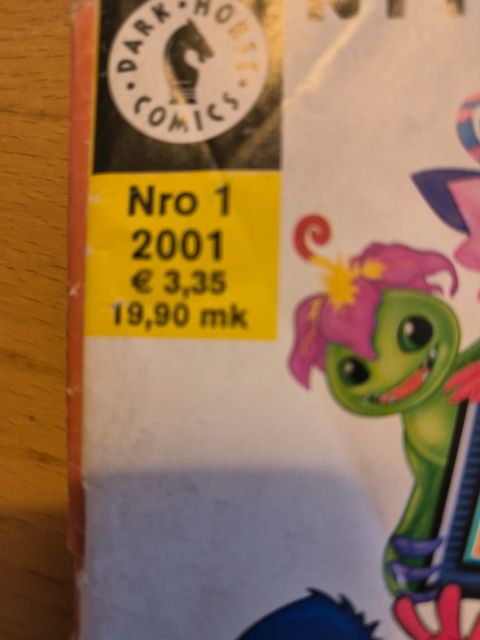 DARK · HORSE
COMICS
Nro 1
2001
€ 3,35
19,90 mk